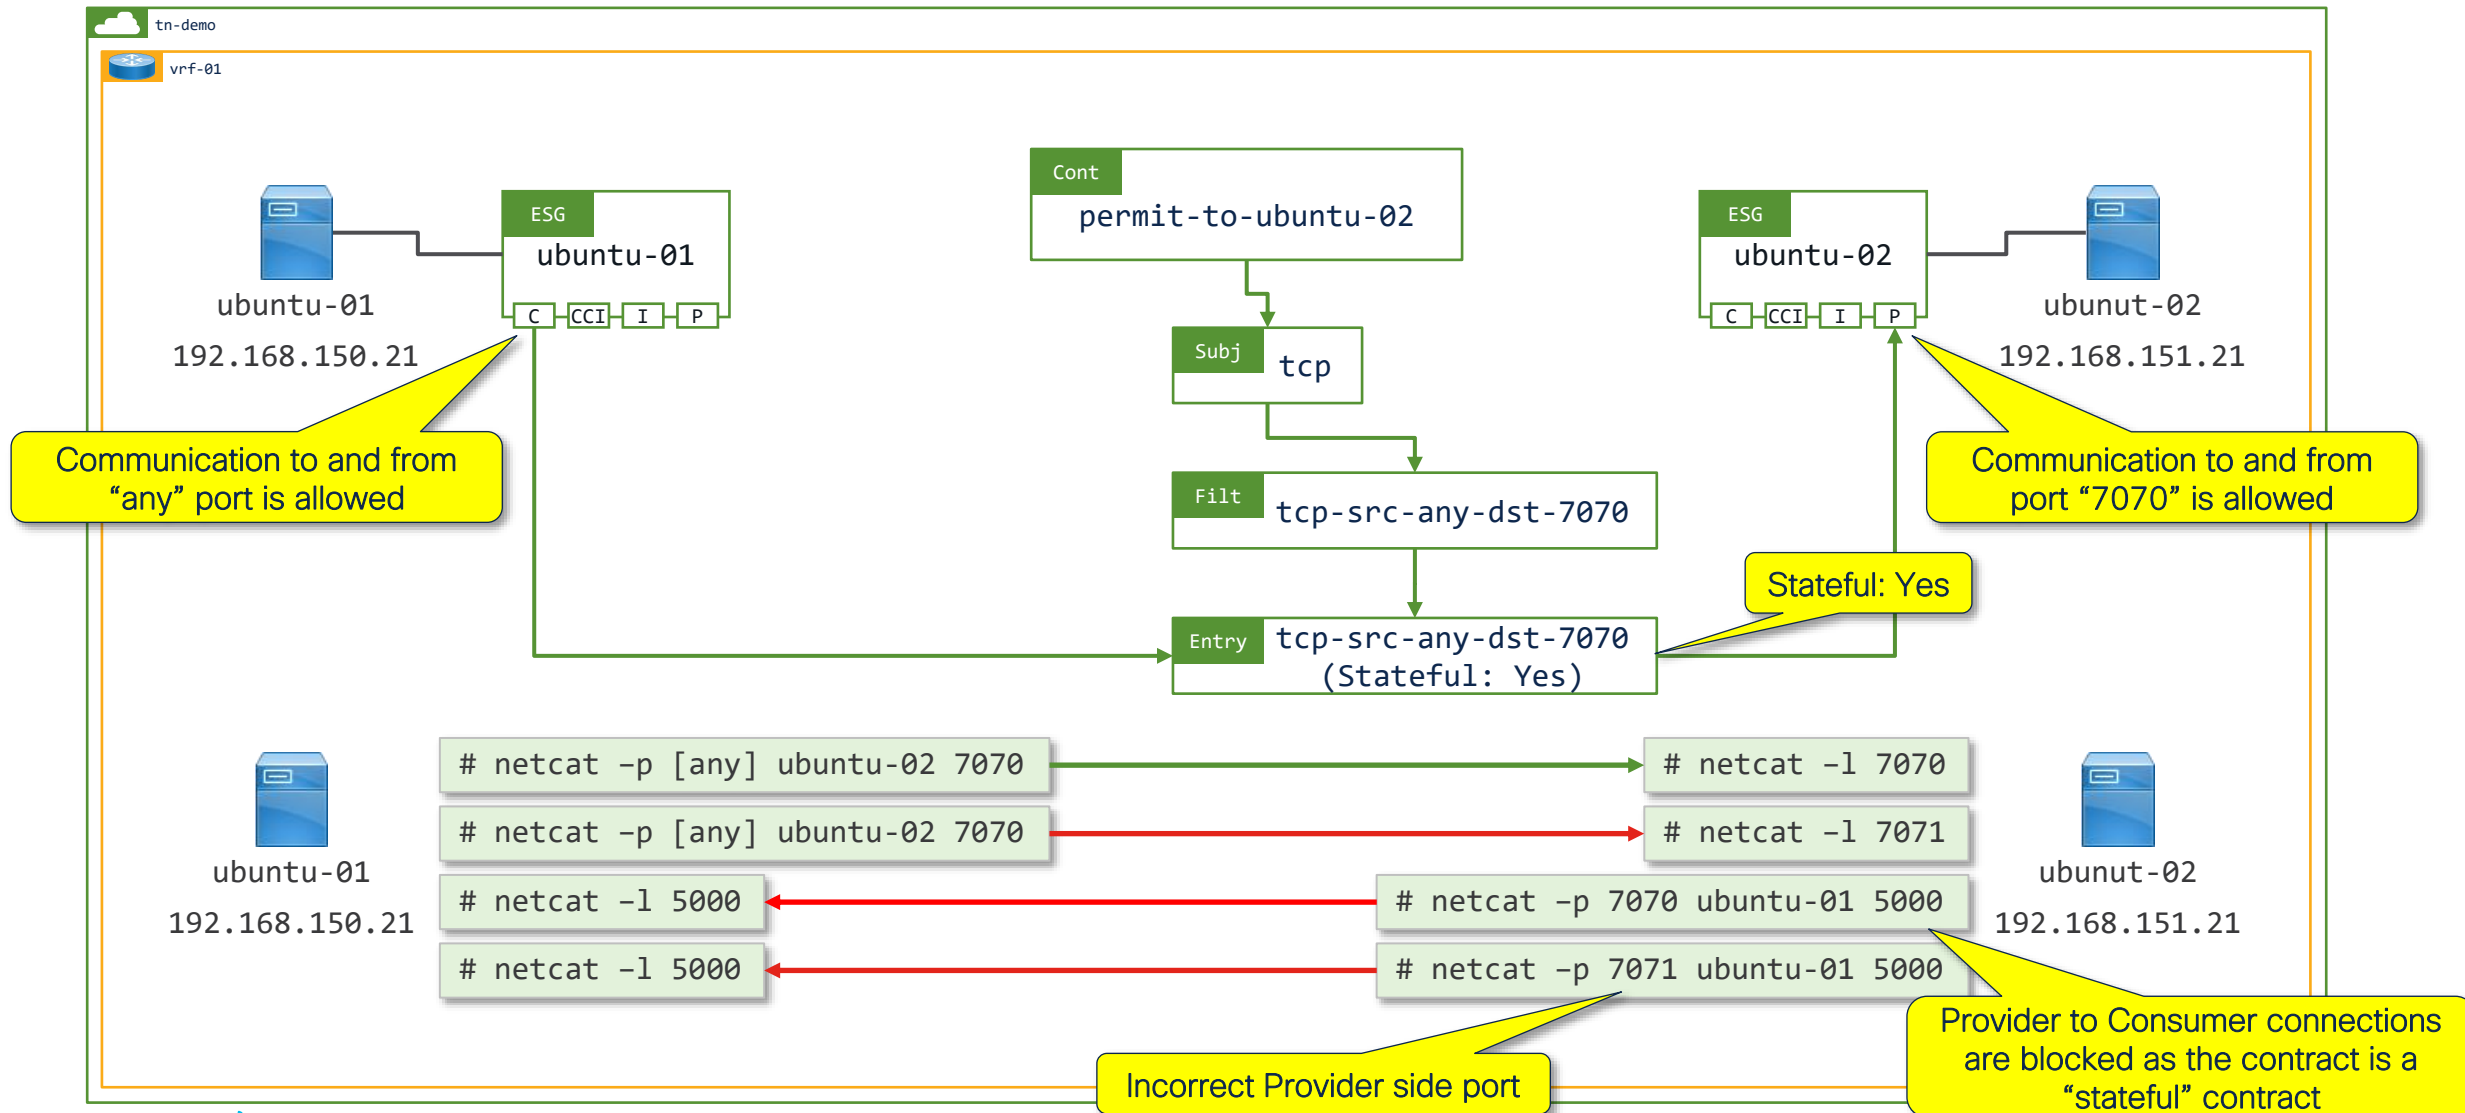 tn-demo
vrf-01
Cont
permit-to-ubuntu-02
ESG
ubuntu-01
C CCI I P
ubuntu-01
192.168.150.21
ESG
ubuntu-02
C CCI I P
ubunut-02
192.168.151.21
Subj
tcp
Communication to and from
“any” port is allowed
Communication to and from
port “7070” is allowed
Filt
tcp-src-any-dst-7070
Stateful: Yes
Entry
tcp-src-any-dst-7070
(Stateful: Yes)
# netcat –p [any] ubuntu-02 7070
# netcat –l 7070
# netcat –p [any] ubuntu-02 7070
# netcat –l 7071
ubuntu-01
192.168.150.21
# netcat –l 5000
# netcat –p 7070 ubuntu-01 5000
# netcat –l 5000
# netcat –p 7071 ubuntu-01 5000
ubunut-02
192.168.151.21
Incorrect Provider side port
Provider to Consumer connections
are blocked as the contract is a
“stateful” contract